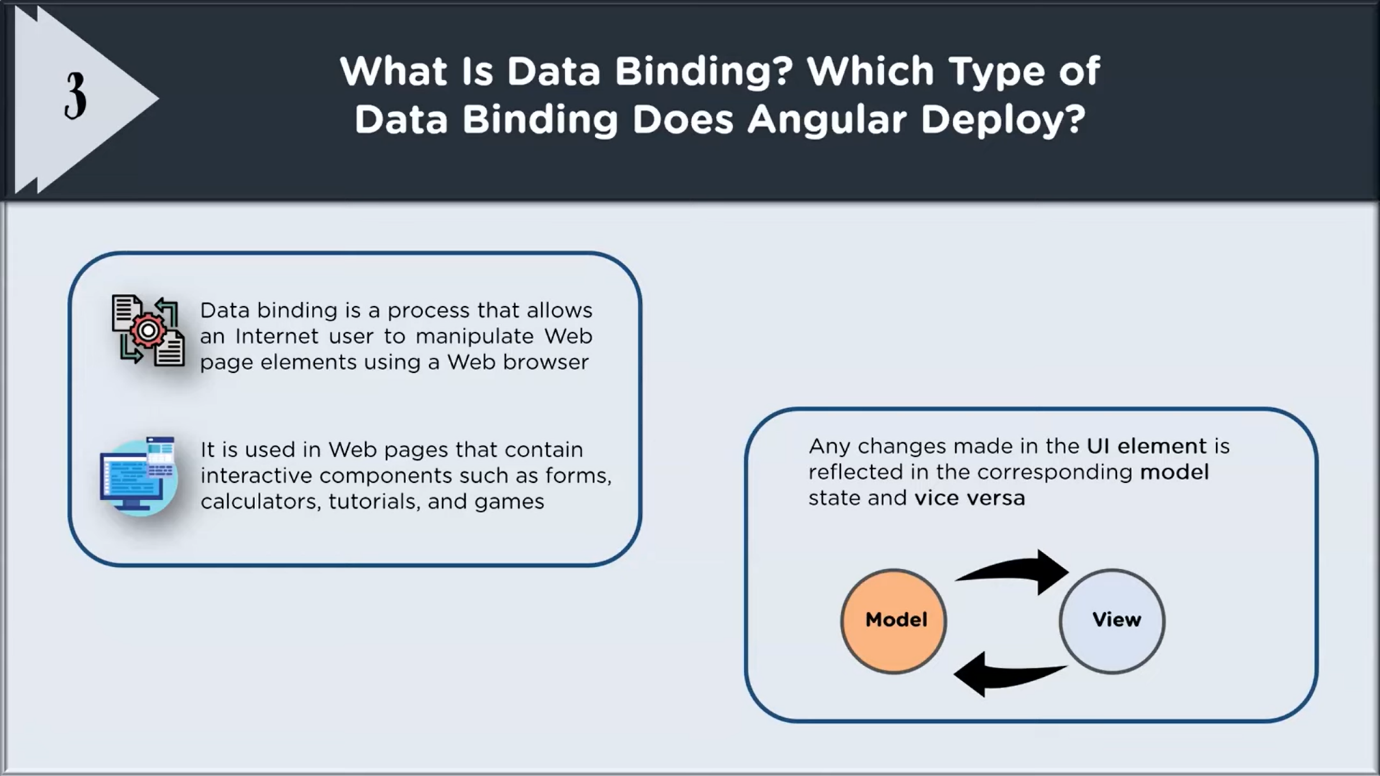 3
What Is Data Binding? Which Type of
Data Binding Does Angular Deploy?
Data binding is a process that allows
an Internet user to manipulate Web
page elements using a Web browser
It is used in Web pages that contain
interactive components such as forms,
calculators, tutorials, and games
Any changes made in the UI element is
reflected in the corresponding model
state and vice versa
Model
View